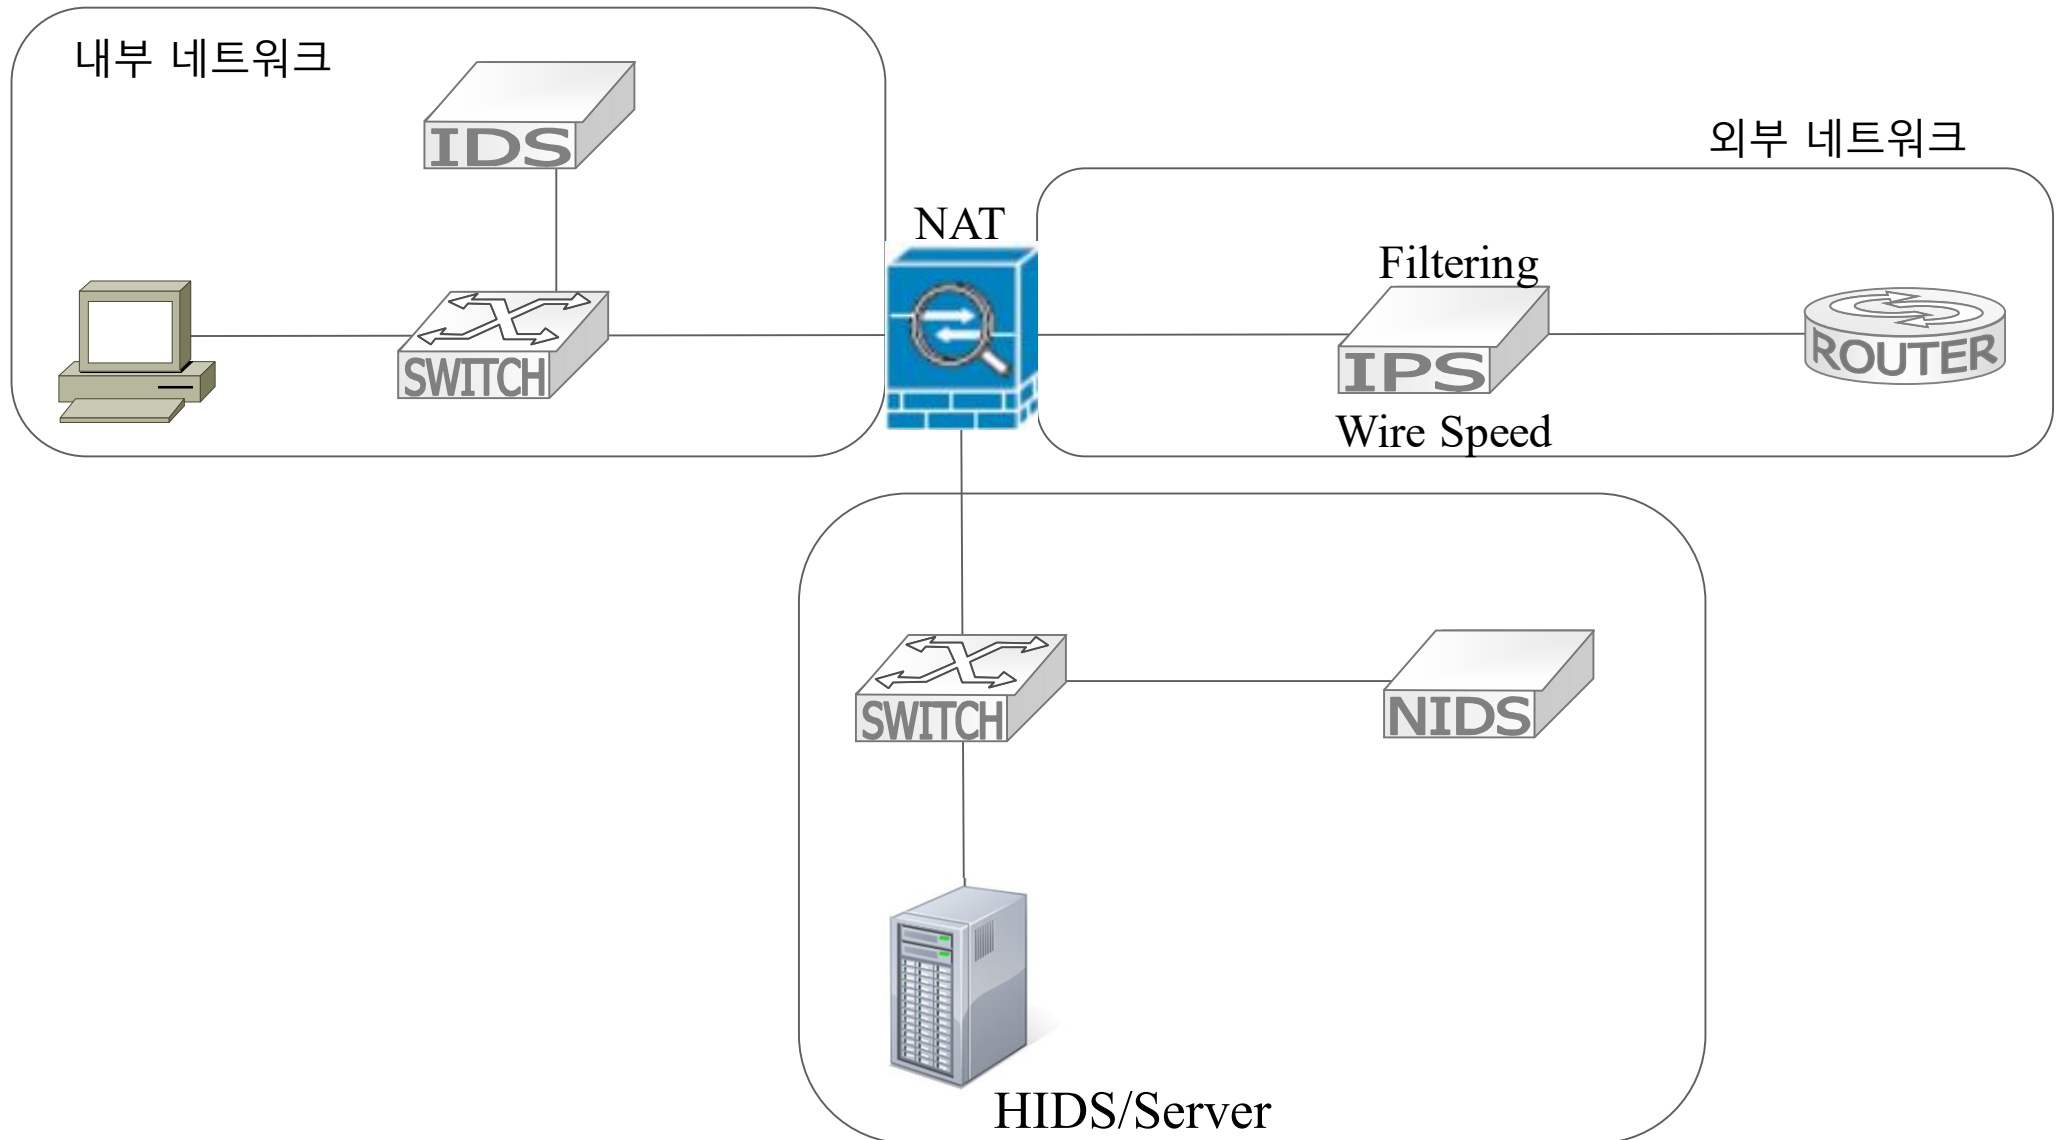 내부 네트워크
IDS
외부 네트워크
NAT
Filtering
SWITCH
IPS
ROUTER
Wire Speed
SWITCH
NIDS
HIDS/Server